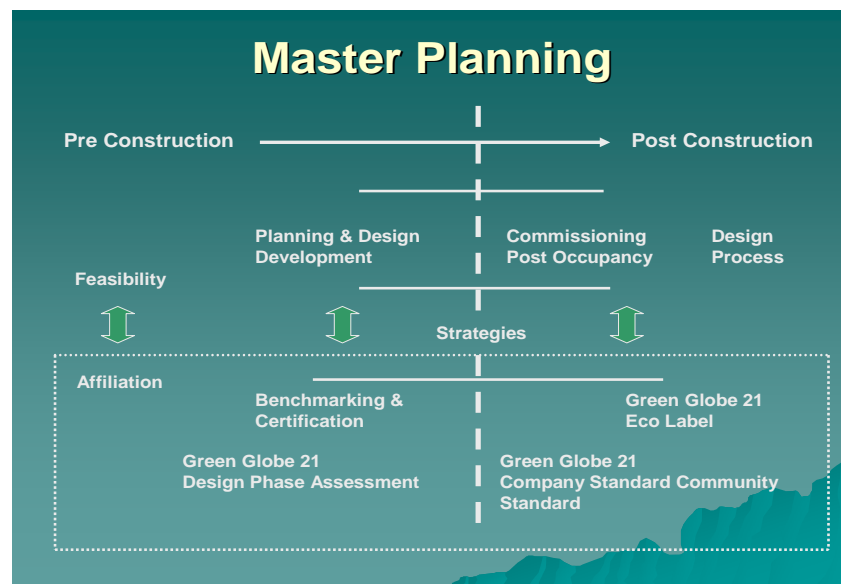 Master Planning
Pre Construction
Post Construction
Planning & Design
Development
Commissioning
Post Occupancy
Design
Process
Feasibility
Strategies
Affiliation
Benchmarking &
Certification
Green Globe 21
Eco Label
Green Globe 21
Design Phase Assessment
Green Globe 21
Company Standard Community
Standard